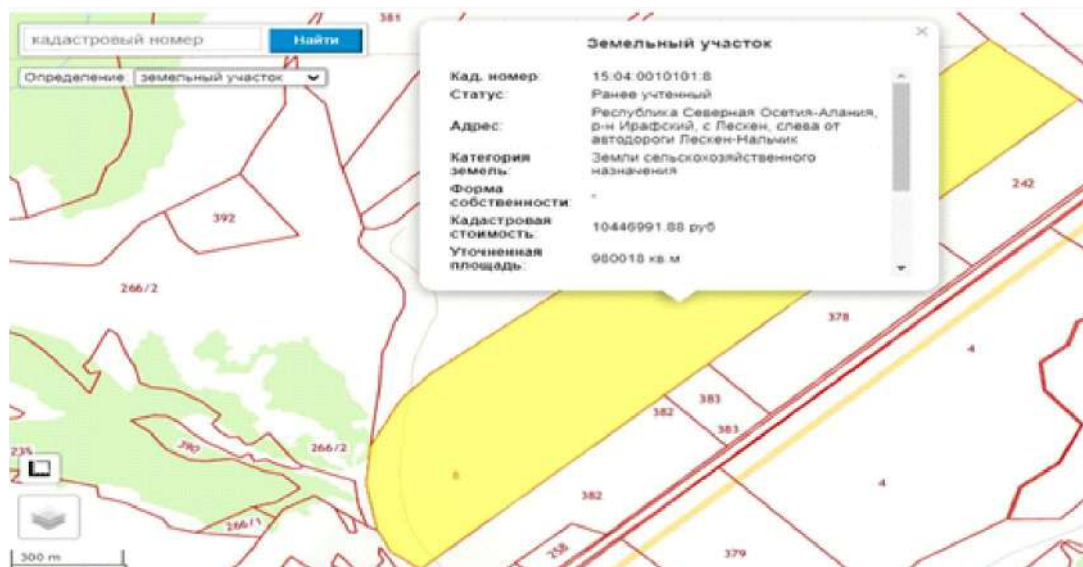 381
кадастровый номер
Найти
Определение: земельный участок
Земельный участок
Кад. номер: 15:04:0010101:8
Статус: Ранее учтенный
Адрес: Республика Северная Осетия-Алания,
р-н Ирафский, с Лескен, слева от
автодороги Лескен-Нальчик
Категория
земель: Земли сельскохозяйственного
назначения
Форма
собственности: -
Кадастровая
стоимость: 10446991.88 руб
Уточненная
площадь: 980018 кв.м
242
392
266/2
378
4
383
382
383
390
266/2
235
8
382
4
266/1
258
379
300 m